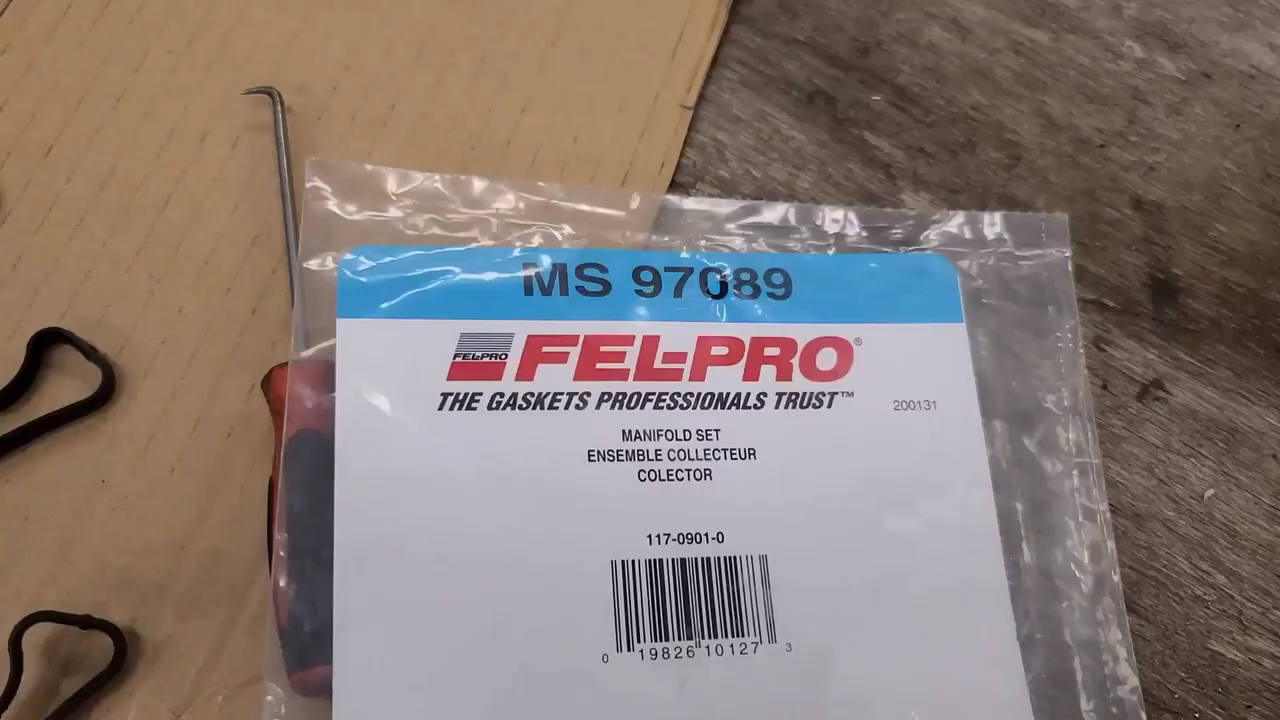 MS 97089
FEL-PRO FEL-PRO®
THE GASKETS PROFESSIONALS TRUST™
200131
MANIFOLD SET
ENSEMBLE COLLECTEUR
COLECTOR
117-0901-0
0 19826 10127 3